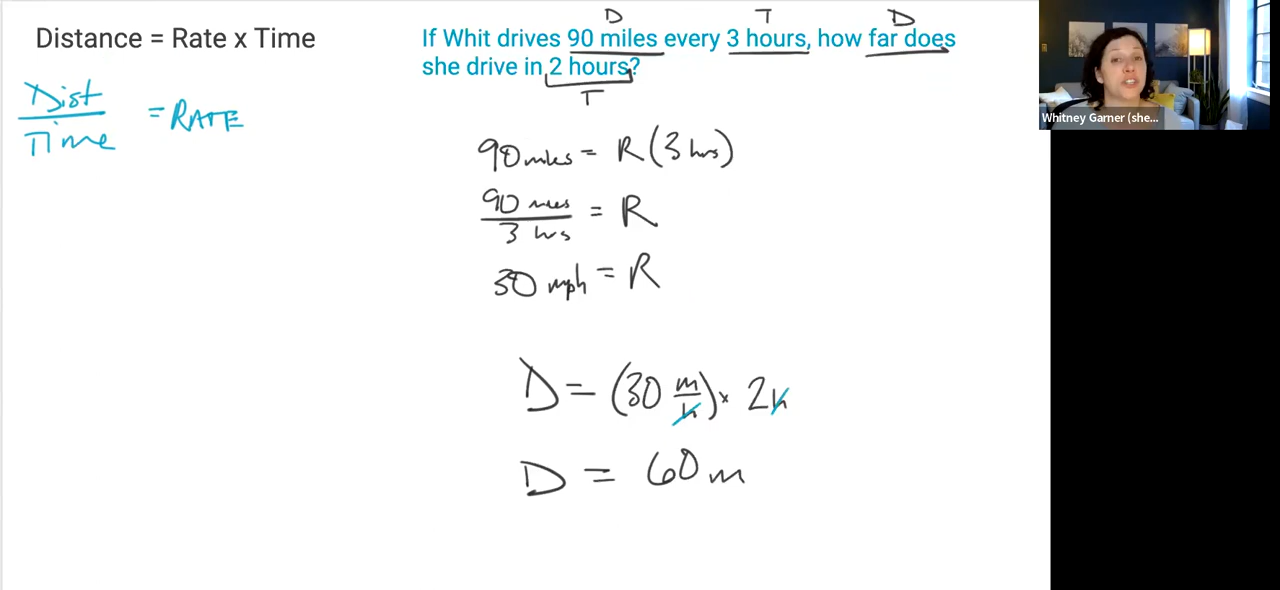 Distance = Rate x Time
Dist
Time
= RATE
D T D
If Whit drives 90 miles every 3 hours, how far does
she drive in 2 hours?
T
90 miles = R (3 hrs)
90 miles
3 hrs
= R
30 mph = R
D = (30 m/h) × 2h
D = 60 m
Whitney Garner (she...